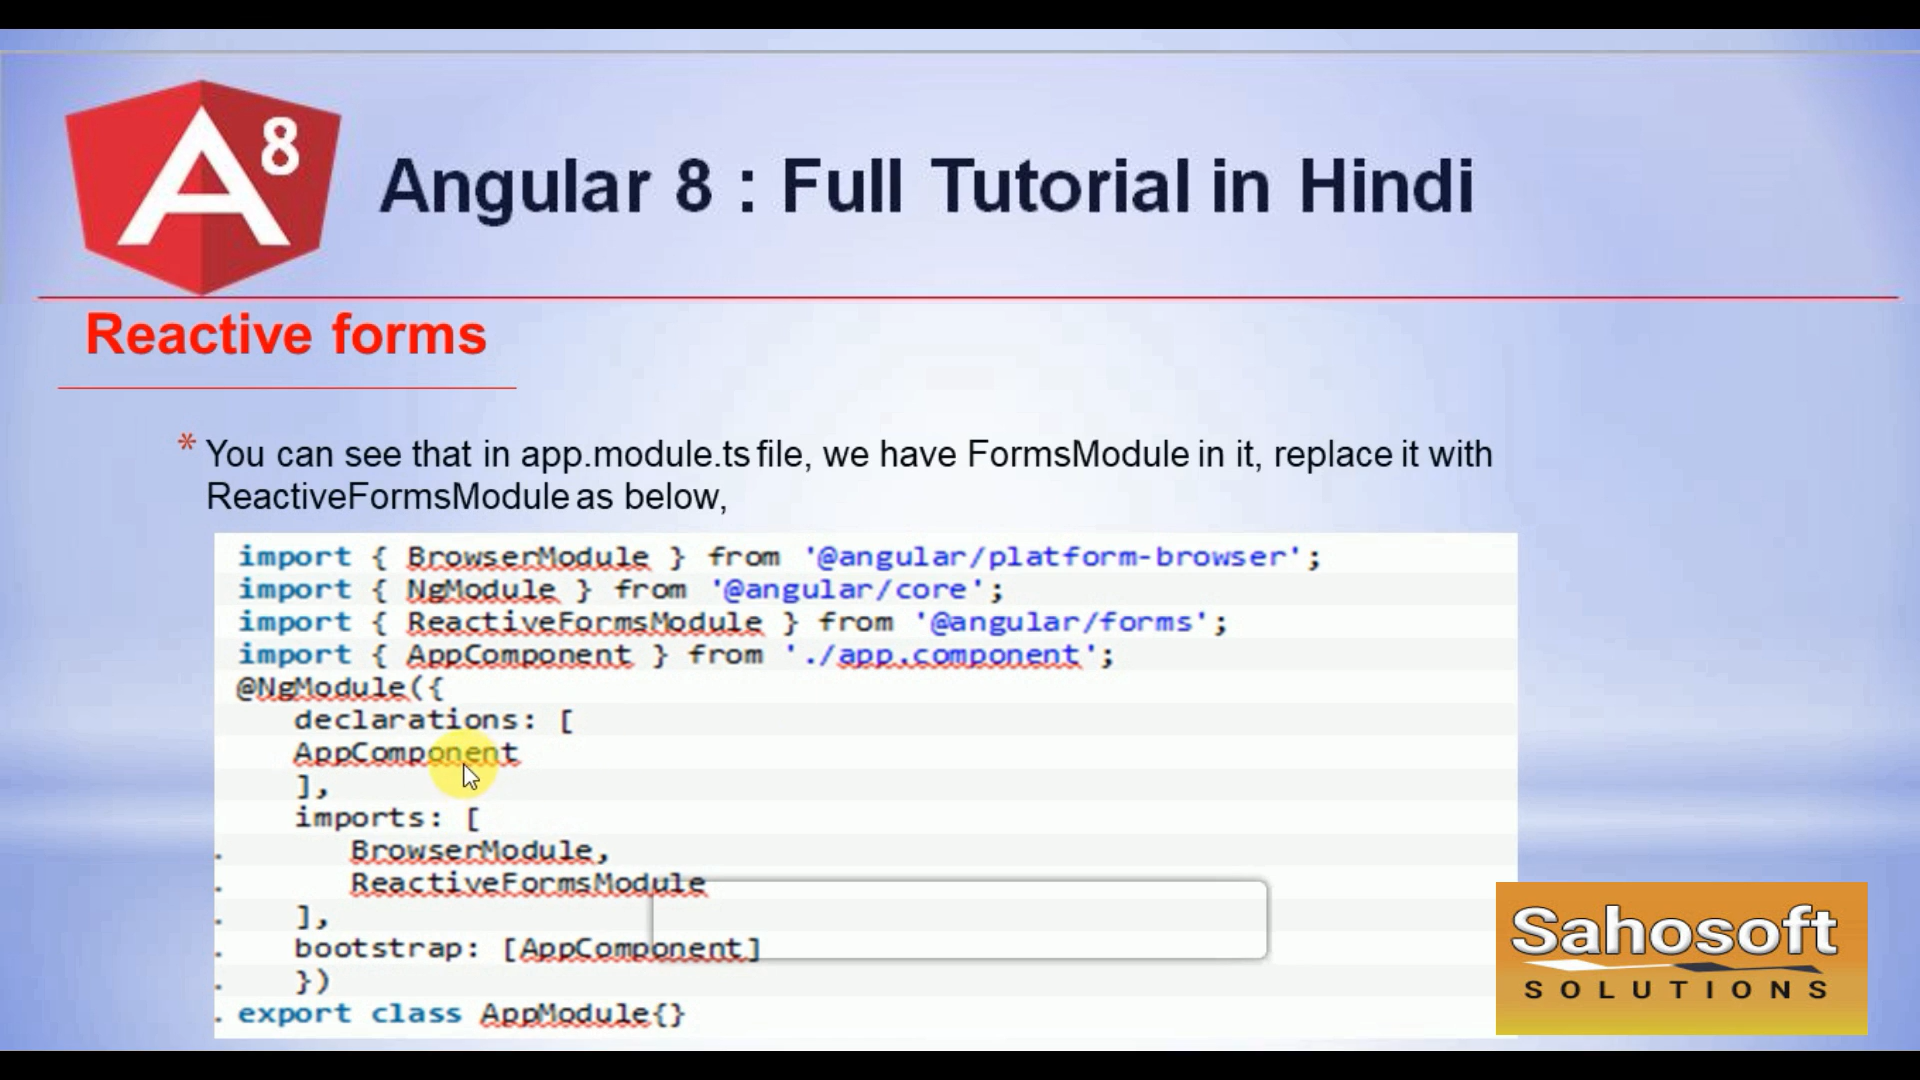 A8
Angular 8 : Full Tutorial in Hindi
Reactive forms
* You can see that in app.module.ts file, we have FormsModule in it, replace it with
ReactiveFormsModule as below,
import { BrowserModule } from '@angular/platform-browser';
import { NgModule } from '@angular/core';
import { ReactiveFormsModule } from '@angular/forms';
import { AppComponent } from './app.component';
@NgModule({
declarations: [
AppComponent
],
imports: [
. BrowserModule,
. ReactiveFormsModule
. ],
. bootstrap: [AppComponent]
. })
. export class AppModule{}
Sahosoft
SOLUTIONS